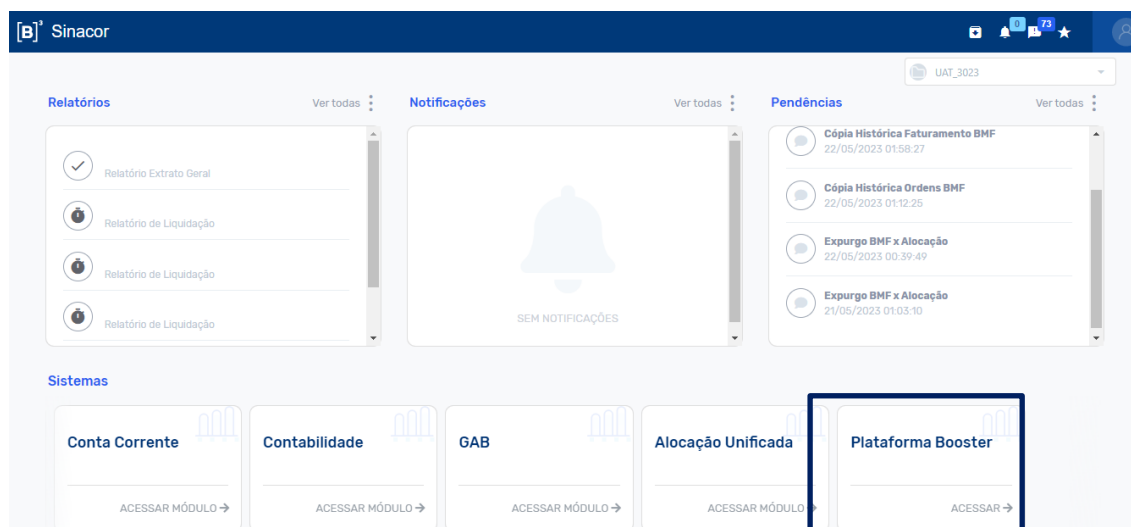 [B]³ Sinacor
0
73
UAT_3023
Relatórios
Ver todas
Relatório Extrato Geral
Relatório de Liquidação
Relatório de Liquidação
Relatório de Liquidação
Notificações
Ver todas
SEM NOTIFICAÇÕES
Pendências
Ver todas
Cópia Histórica Faturamento BMF
22/05/2023 01:58:27
Cópia Histórica Ordens BMF
22/05/2023 01:12:25
Expurgo BMF x Alocação
22/05/2023 00:39:49
Expurgo BMF x Alocação
21/05/2023 01:03:10
Sistemas
Conta Corrente
ACESSAR MÓDULO
Contabilidade
ACESSAR MÓDULO
GAB
ACESSAR MÓDULO
Alocação Unificada
ACESSAR MÓDULO
Plataforma Booster
ACESSAR